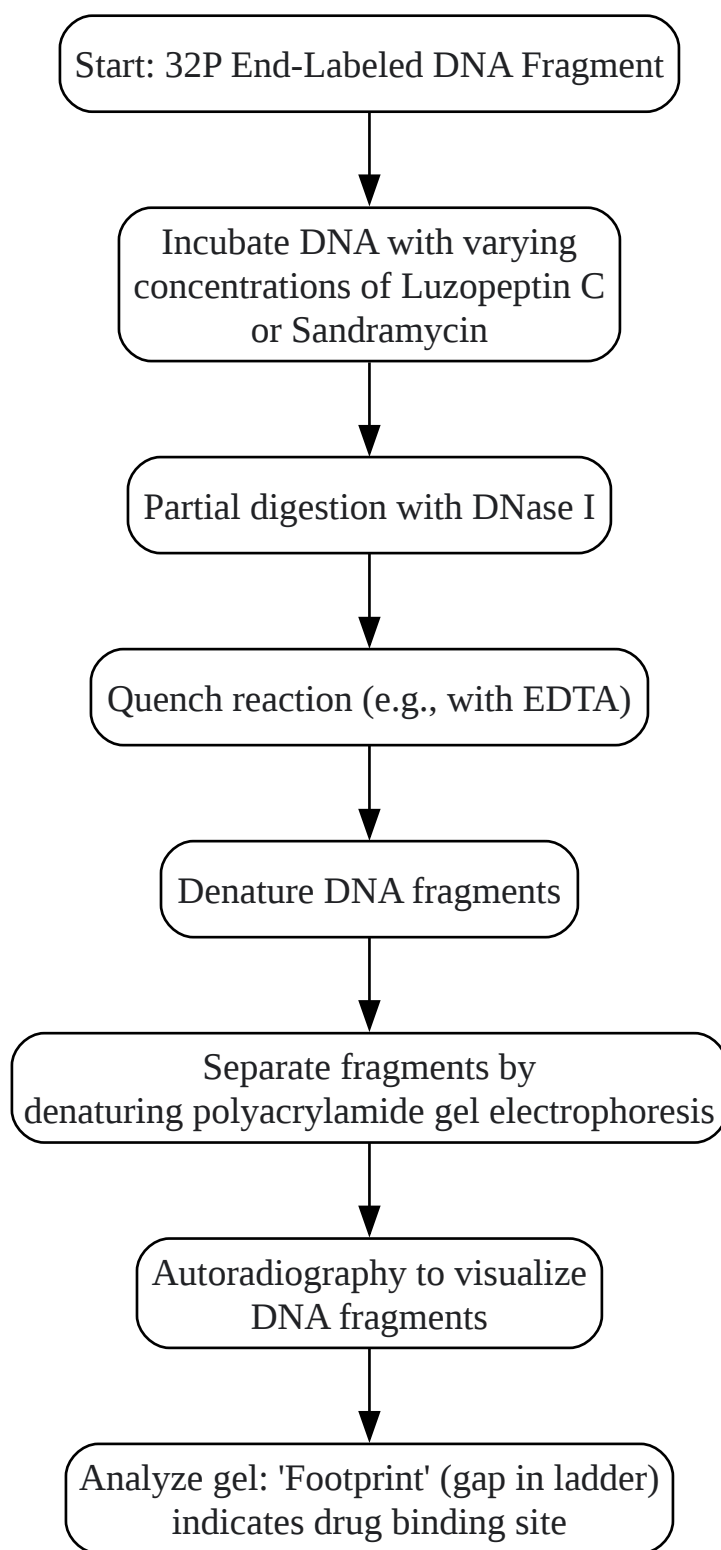 Start: 32P End-Labeled DNA Fragment
Incubate DNA with varying
concentrations of Luzopeptin C
or Sandramycin
Partial digestion with DNase I
Quench reaction (e.g., with EDTA)
Denature DNA fragments
Separate fragments by
denaturing polyacrylamide gel electrophoresis
Autoradiography to visualize
DNA fragments
Analyze gel: 'Footprint' (gap in ladder)
indicates drug binding site